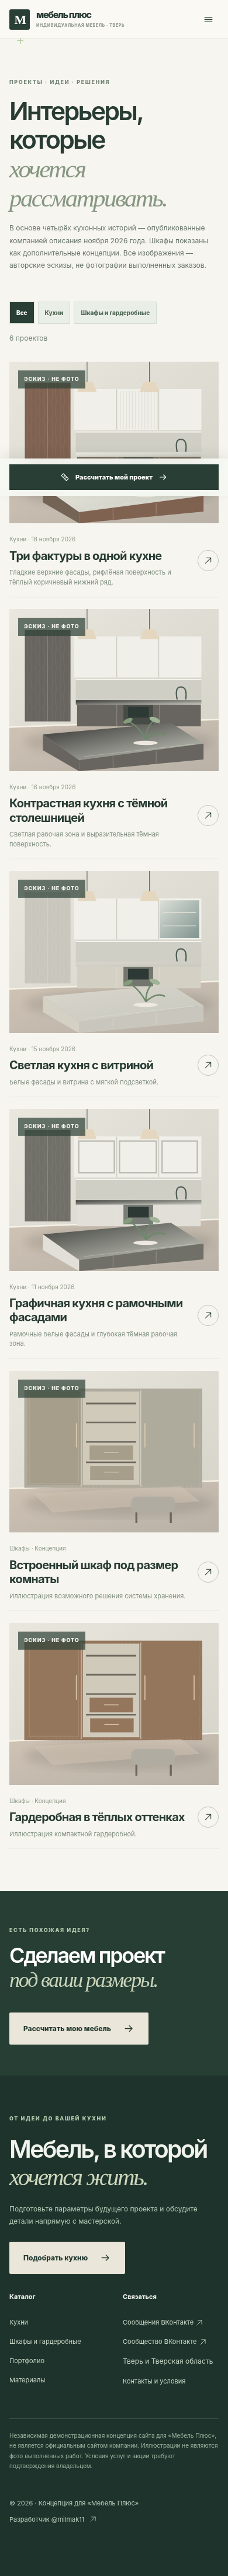 М
мебель плюс
ИНДИВИДУАЛЬНАЯ МЕБЕЛЬ · ТВЕРЬ
ПРОЕКТЫ · ИДЕИ · РЕШЕНИЯ
Интерьеры,
которые
хочется
рассматривать.
В основе четырёх кухонных историй — опубликованные
компанией описания ноября 2026 года. Шкафы показаны
как дополнительные концепции. Все изображения —
авторские эскизы, не фотографии выполненных заказов.
Все
Кухни
Шкафы и гардеробные
6 проектов
ЭСКИЗ · НЕ ФОТО
Рассчитать мой проект
Кухни · 18 ноября 2026
Три фактуры в одной кухне
Гладкие верхние фасады, рифлёная поверхность и
тёплый коричневый нижний ряд.
ЭСКИЗ · НЕ ФОТО
Кухни · 16 ноября 2026
Контрастная кухня с тёмной
столешницей
Светлая рабочая зона и выразительная тёмная
поверхность.
ЭСКИЗ · НЕ ФОТО
Кухни · 15 ноября 2026
Светлая кухня с витриной
Белые фасады и витрина с мягкой подсветкой.
ЭСКИЗ · НЕ ФОТО
Кухни · 11 ноября 2026
Графичная кухня с рамочными
фасадами
Рамочные белые фасады и глубокая тёмная рабочая
зона.
ЭСКИЗ · НЕ ФОТО
Шкафы · Концепция
Встроенный шкаф под размер
комнаты
Иллюстрация возможного решения системы хранения.
ЭСКИЗ · НЕ ФОТО
Шкафы · Концепция
Гардеробная в тёплых оттенках
Иллюстрация компактной гардеробной.
ЕСТЬ ПОХОЖАЯ ИДЕЯ?
Сделаем проект
под ваши размеры.
Рассчитать мою мебель
ОТ ИДЕИ ДО ВАШЕЙ КУХНИ
Мебель, в которой
хочется жить.
Подготовьте параметры будущего проекта и обсудите
детали напрямую с мастерской.
Подобрать кухню
Каталог
Кухни
Шкафы и гардеробные
Портфолио
Материалы
Связаться
Сообщения ВКонтакте
Сообщество ВКонтакте
Тверь и Тверская область
Контакты и условия
Независимая демонстрационная концепция сайта для «Мебель Плюс»,
не является официальным сайтом компании. Иллюстрации не являются
фото выполненных работ. Условия услуг и акции требуют
подтверждения владельцем.
© 2026 · Концепция для «Мебель Плюс»
Разработчик @miimak11